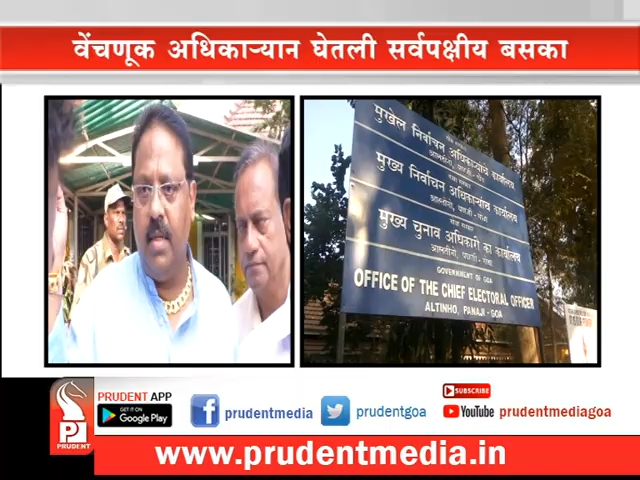 वेंचणूक अधिकाऱ्यान घेतली सर्वपक्षीय बसका
मुखेल निर्वाचन अधिकाऱ्यांचे कार्यालय
मुख्य निर्वाचन अधिकाऱ्यांचे कार्यालय
मुख्य चुनाव अधिकारी का कार्यालय
GOVERNMENT OF GOA
OFFICE OF THE CHIEF ELECTORAL OFFICER
ALTINHO, PANAJI - GOA
PRUDENT
PRUDENT APP
GET IT ON
Google Play
prudentmedia
prudentgoa
SUBSCRIBE
YouTube prudentmediagoa
www.prudentmedia.in